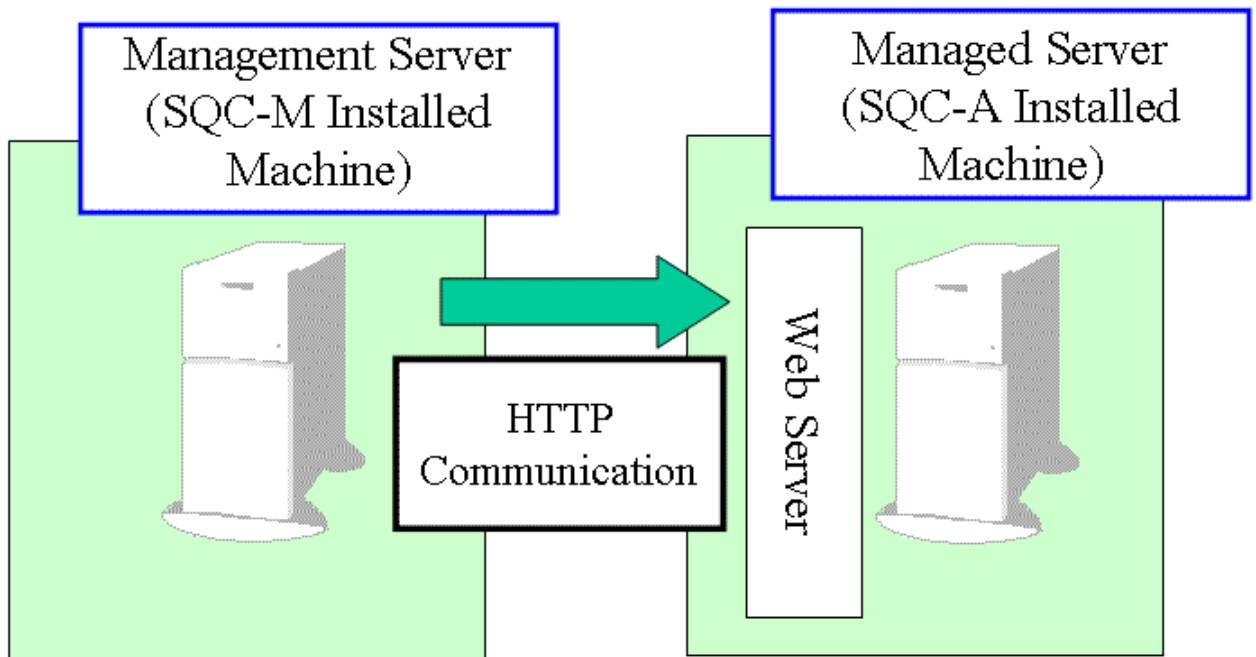 Management Server
(SQC-M Installed
Machine)
Managed Server
(SQC-A Installed
Machine)
HTTP
Communication
Web Server